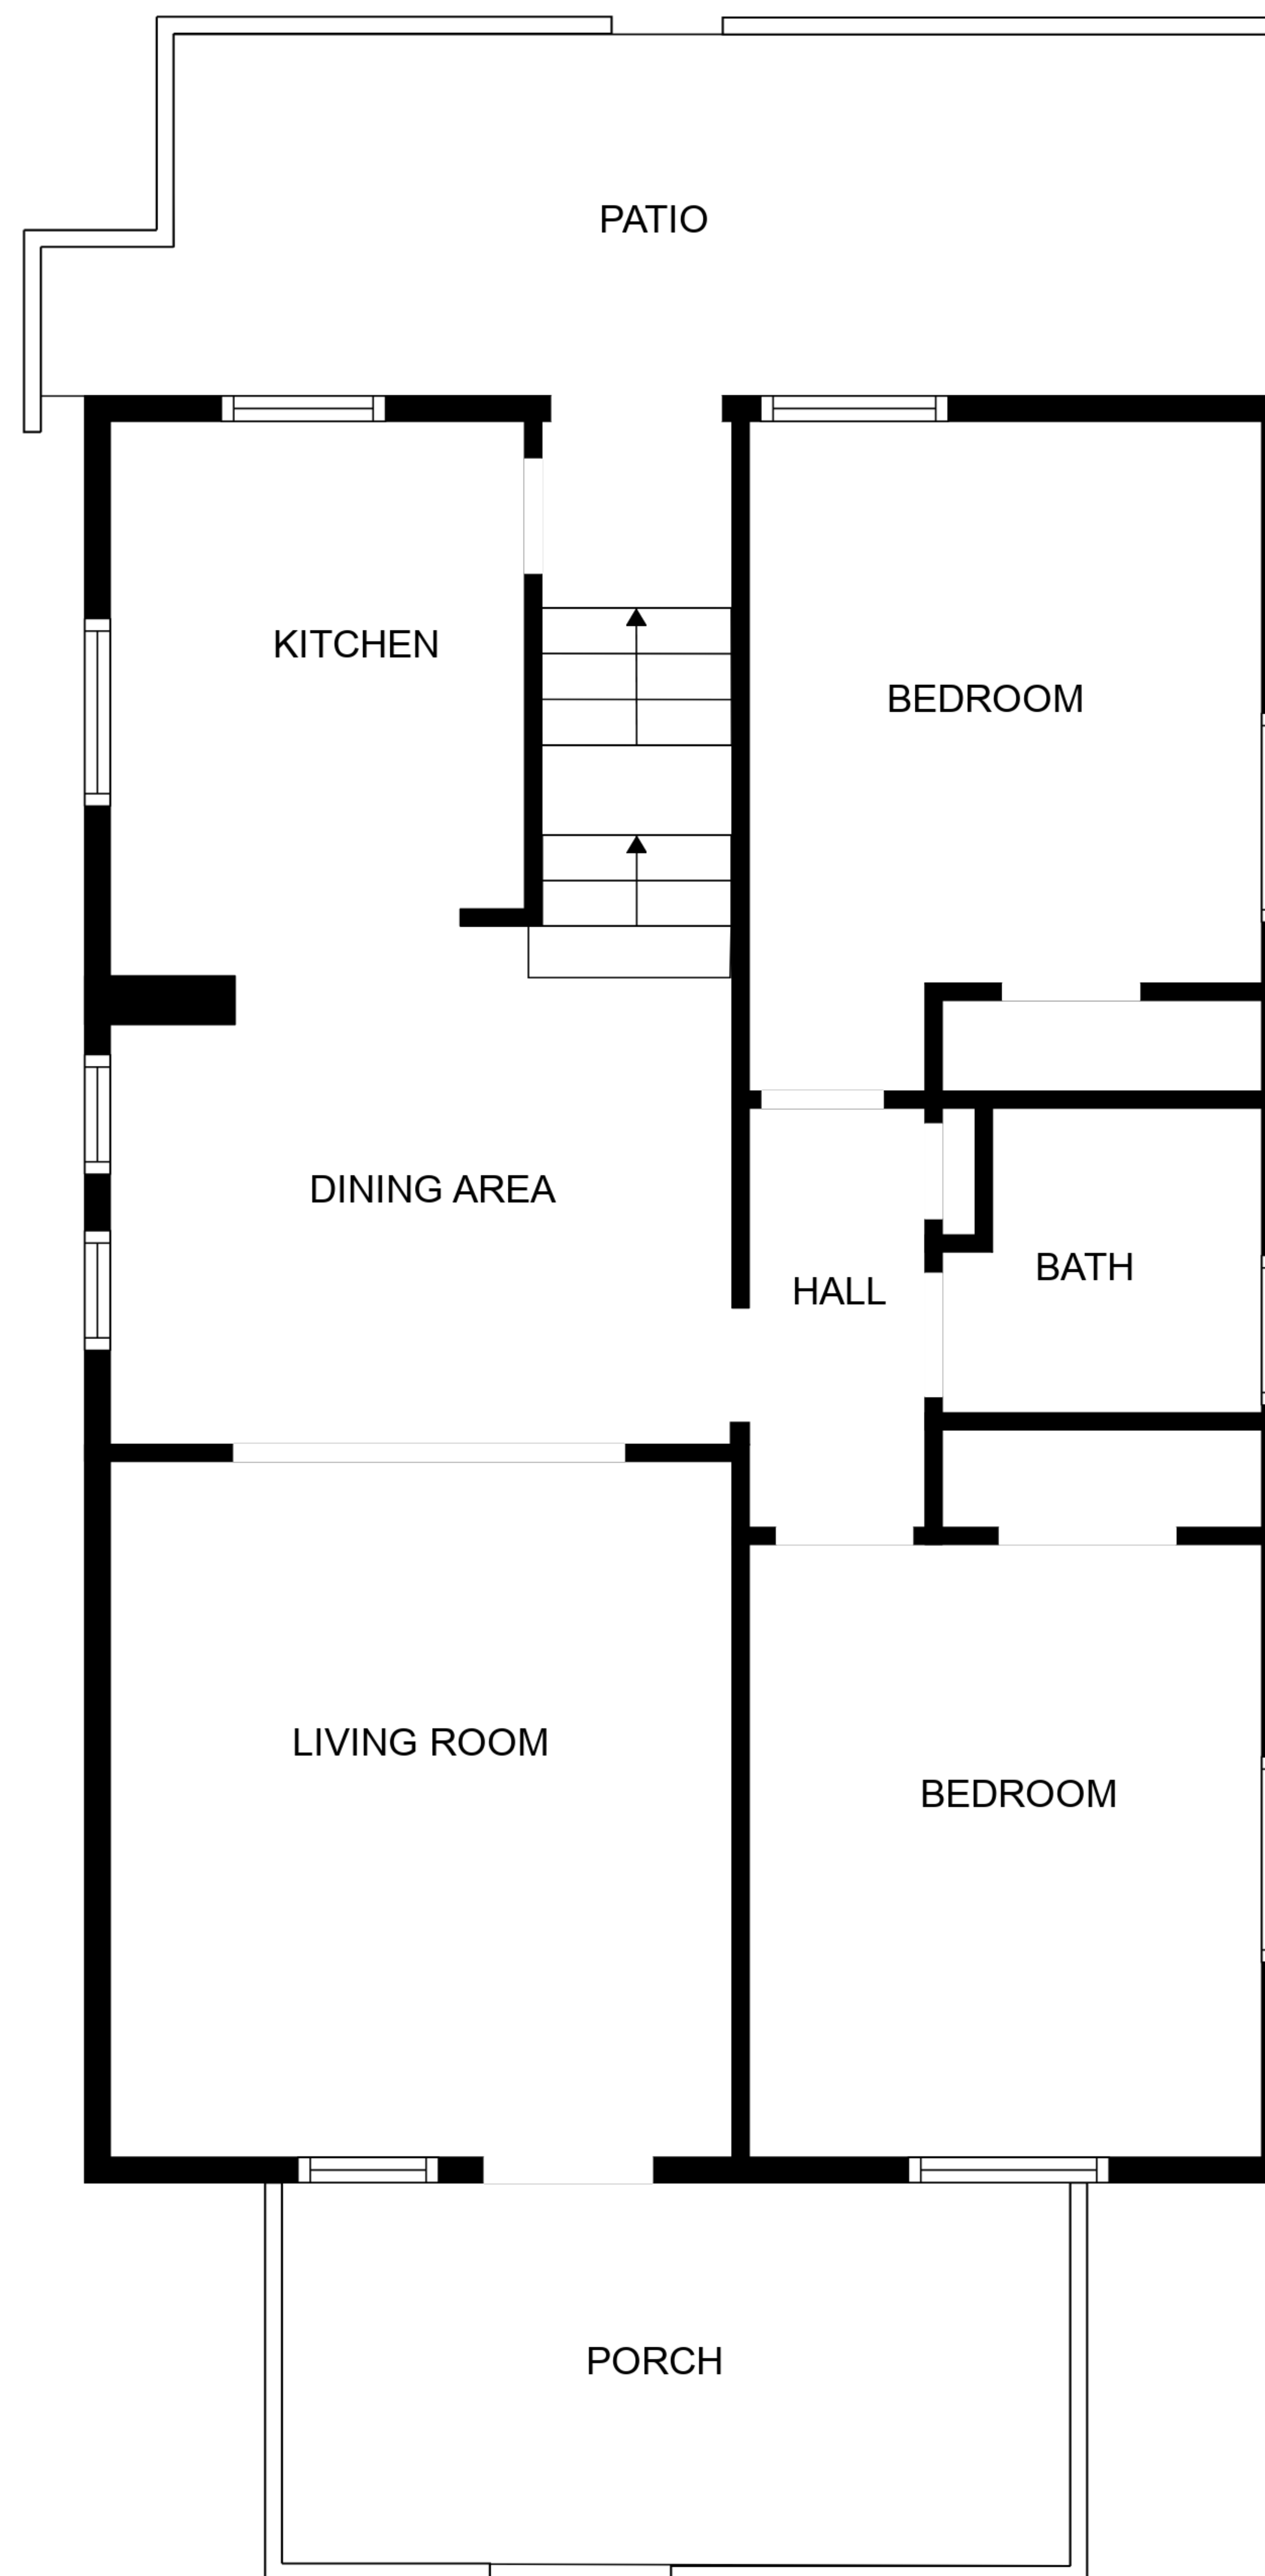 PATIO
KITCHEN
BEDROOM
DINING AREA
BATH
HALL
LIVING ROOM
BEDROOM
PORCH